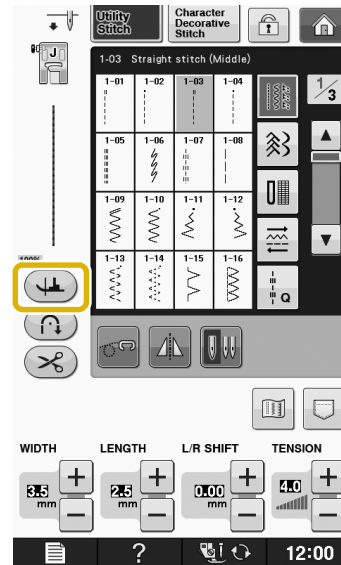 Utility
Stitch
Character
Decorative
Stitch
J
1-03 Straight stitch (Middle)
1-01 1-02 1-03 1-04
1/3
1-05 1-06 1-07 1-08
1-09 1-10 1-11 1-12
1-13 1-14 1-15 1-16
100%
Q
WIDTH LENGTH L/R SHIFT TENSION
3.5 mm + −
2.5 mm + −
0.00 mm + −
4.0 + −
? 12:00